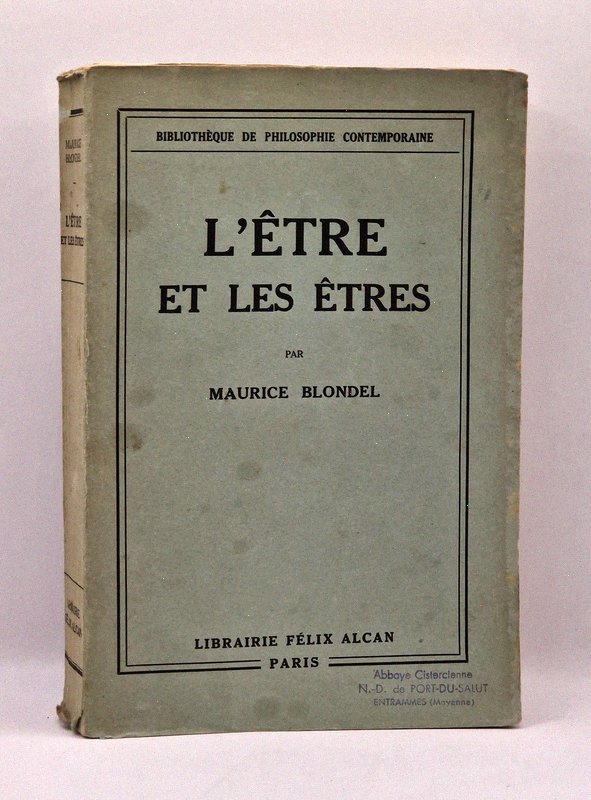 BIBLIOTHÈQUE DE PHILOSOPHIE CONTEMPORAINE
L'ÊTRE
ET LES ÊTRES
PAR
MAURICE BLONDEL
LIBRAIRIE FÉLIX ALCAN
PARIS
Abbaye Cistercienne
N.-D. de PORT-DU-SALUT
ENTRAMMES (Mayenne)
MAURICE
BLONDEL
L'ÊTRE
ET LES ÊTRES
LIBRAIRIE
FÉLIX ALCAN